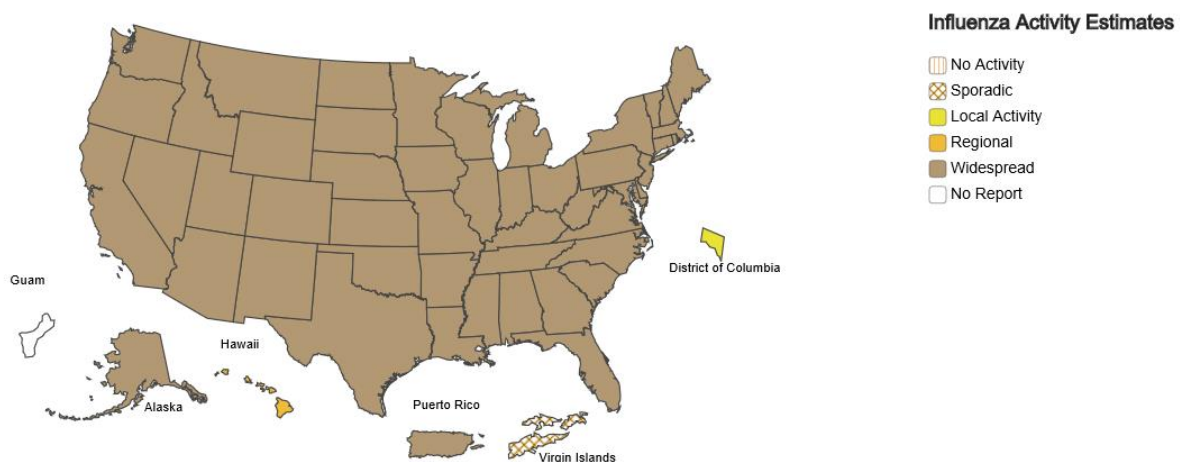 Influenza Activity Estimates
No Activity
Sporadic
Local Activity
Regional
Widespread
No Report
District of Columbia
Guam
Hawaii
Alaska
Puerto Rico
Virgin Islands